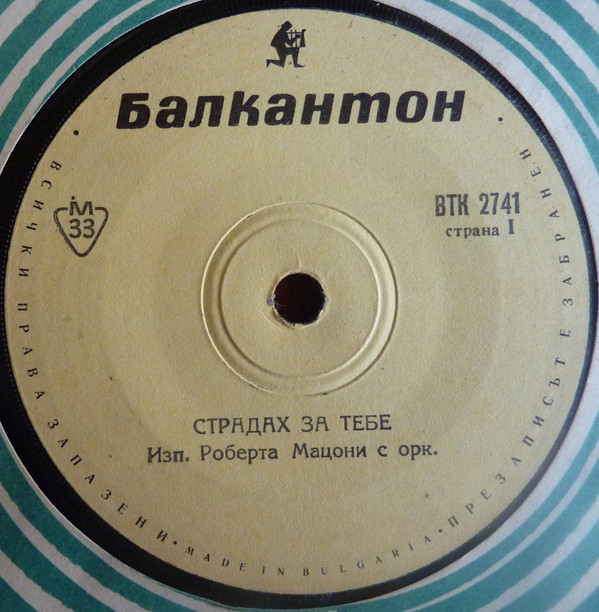 Балкантон
М
33
ВТК 2741
страна I
СТРАДАХ ЗА ТЕБЕ
Изп. Роберта Мацони с орк.
ВСИЧКИ ПРАВА ЗАПАЗЕНИ • MADE IN BULGARIA • ПРЕЗАПИСЪТ Е ЗАБРАНЕН